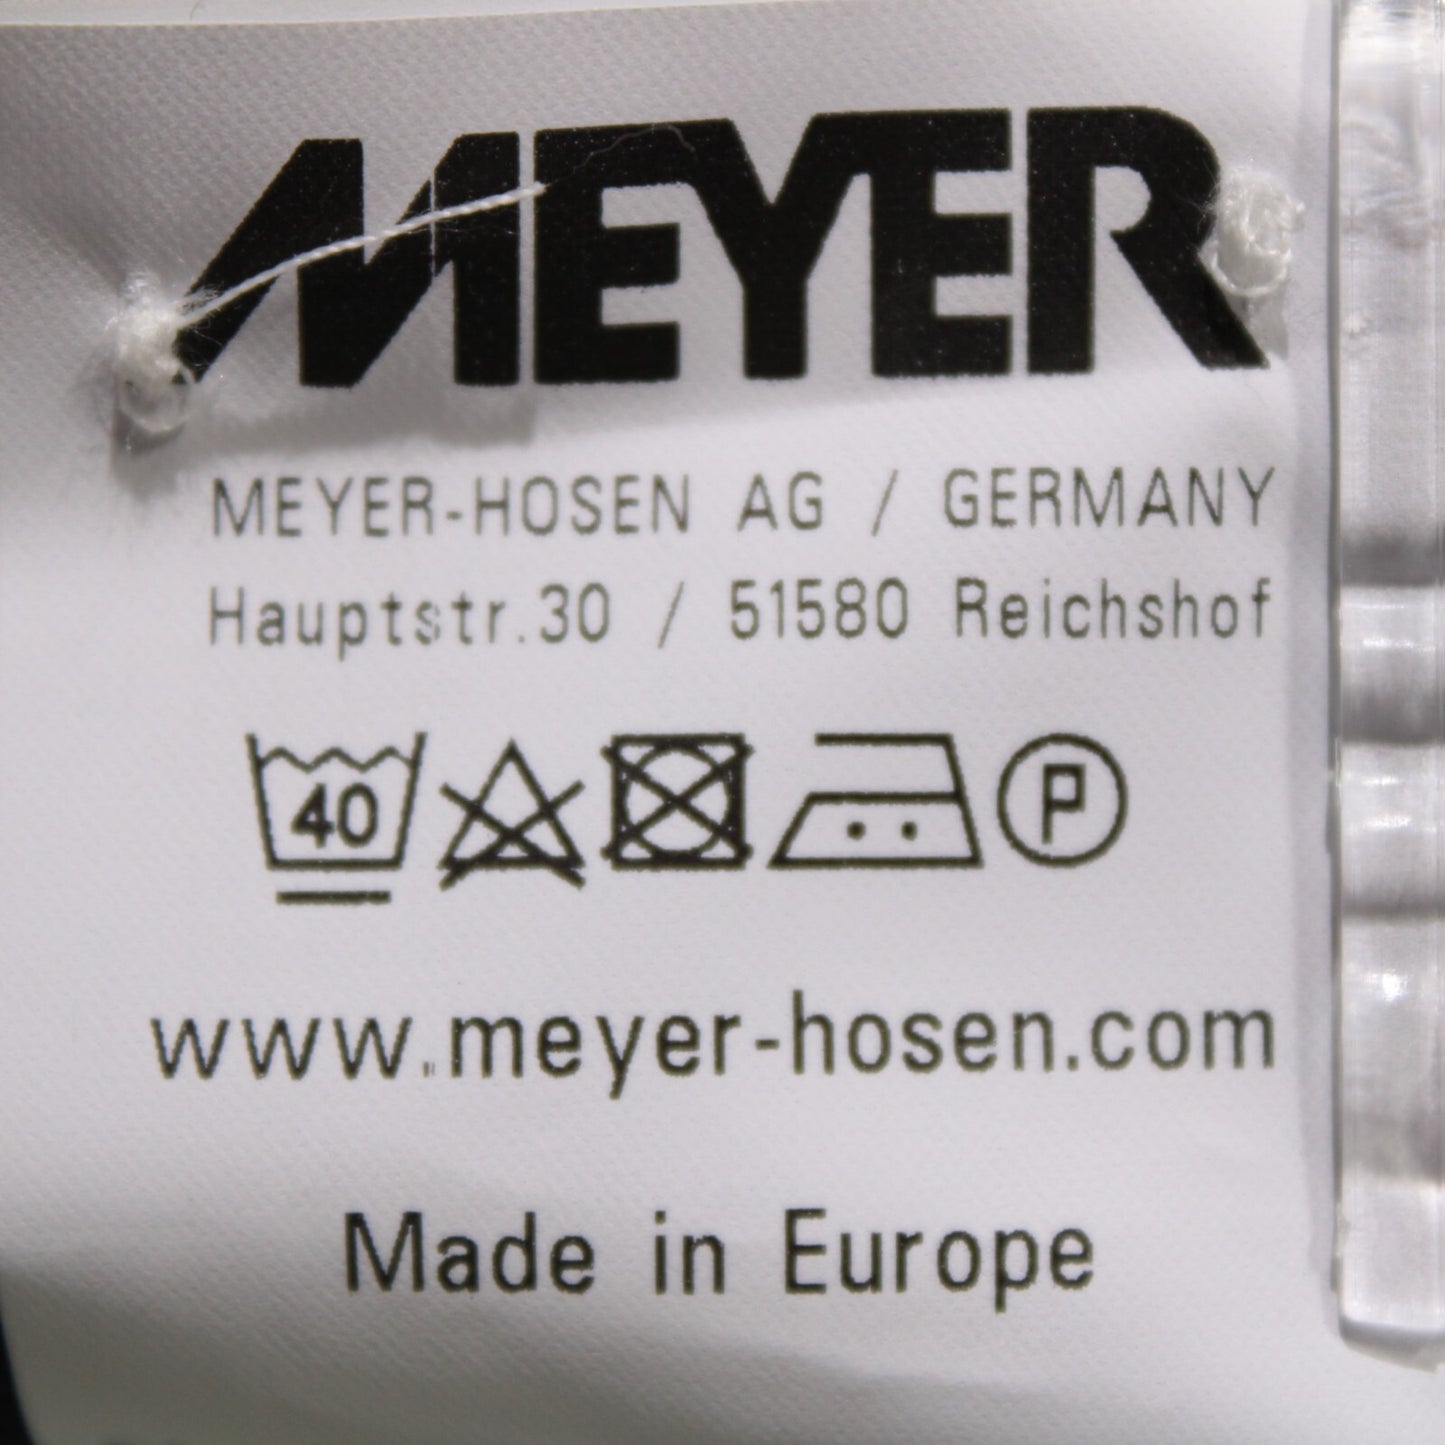 MEYER
MEYER-HOSEN AG / GERMANY
Hauptstr.30 / 51580 Reichshof
40 P
www.meyer-hosen.com
Made in Europe